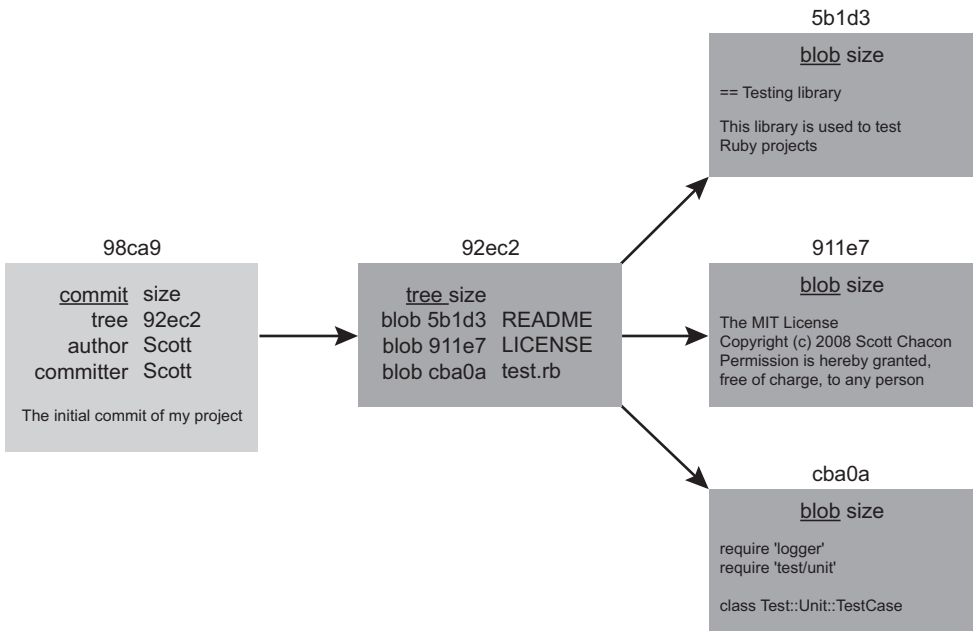 98ca9
commit size
tree 92ec2
author Scott
committer Scott
The initial commit of my project
92ec2
tree size
blob 5b1d3 README
blob 911e7 LICENSE
blob cba0a test.rb
5b1d3
blob size
== Testing library
This library is used to test
Ruby projects
911e7
blob size
The MIT License
Copyright (c) 2008 Scott Chacon
Permission is hereby granted,
free of charge, to any person
cba0a
blob size
require 'logger'
require 'test/unit'
class Test::Unit::TestCase